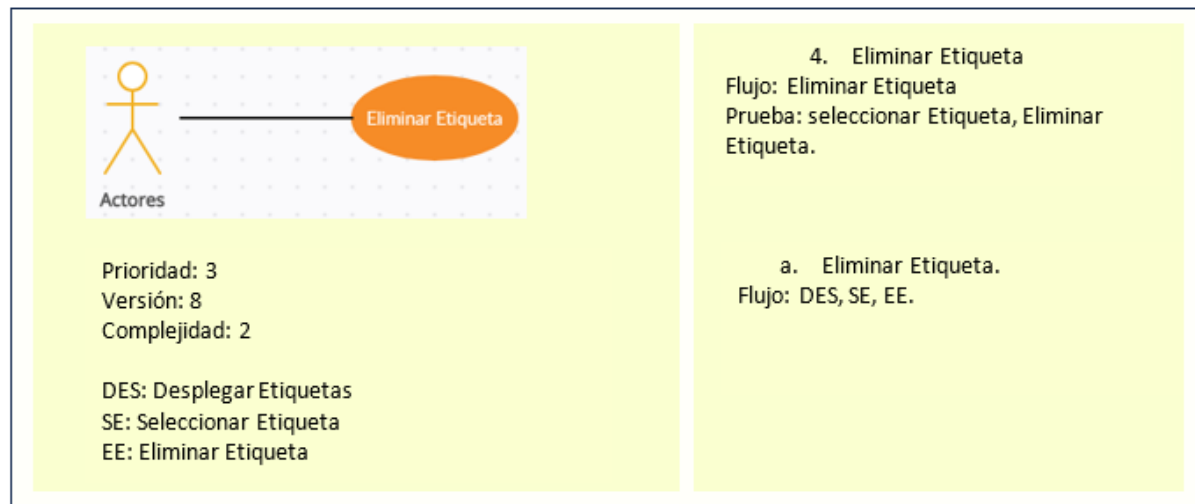 Eliminar Etiqueta
Actores
Prioridad: 3
Versión: 8
Complejidad: 2
DES: Desplegar Etiquetas
SE: Seleccionar Etiqueta
EE: Eliminar Etiqueta
4. Eliminar Etiqueta
Flujo: Eliminar Etiqueta
Prueba: seleccionar Etiqueta, Eliminar
Etiqueta.
a. Eliminar Etiqueta.
Flujo: DES, SE, EE.